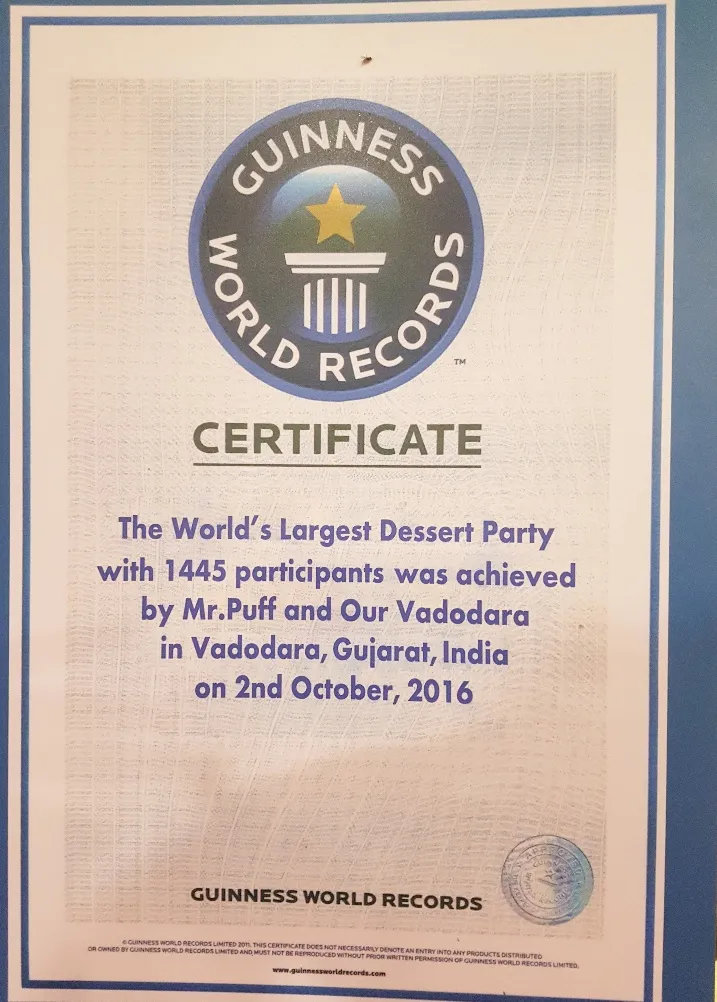 GUINNESS
WORLD RECORDS
™
CERTIFICATE
The World's Largest Dessert Party
with 1445 participants was achieved
by Mr.Puff and Our Vadodara
in Vadodara, Gujarat, India
on 2nd October, 2016
GUINNESS WORLD RECORDS
© GUINNESS WORLD RECORDS LIMITED 2011. THIS CERTIFICATE DOES NOT NECESSARILY DENOTE AN ENTRY INTO ANY PRODUCTS DISTRIBUTED
OR OWNED BY GUINNESS WORLD RECORDS LIMITED AND MUST NOT BE REPRODUCED WITHOUT PRIOR WRITTEN PERMISSION OF GUINNESS WORLD RECORDS LIMITED.
www.guinnessworldrecords.com